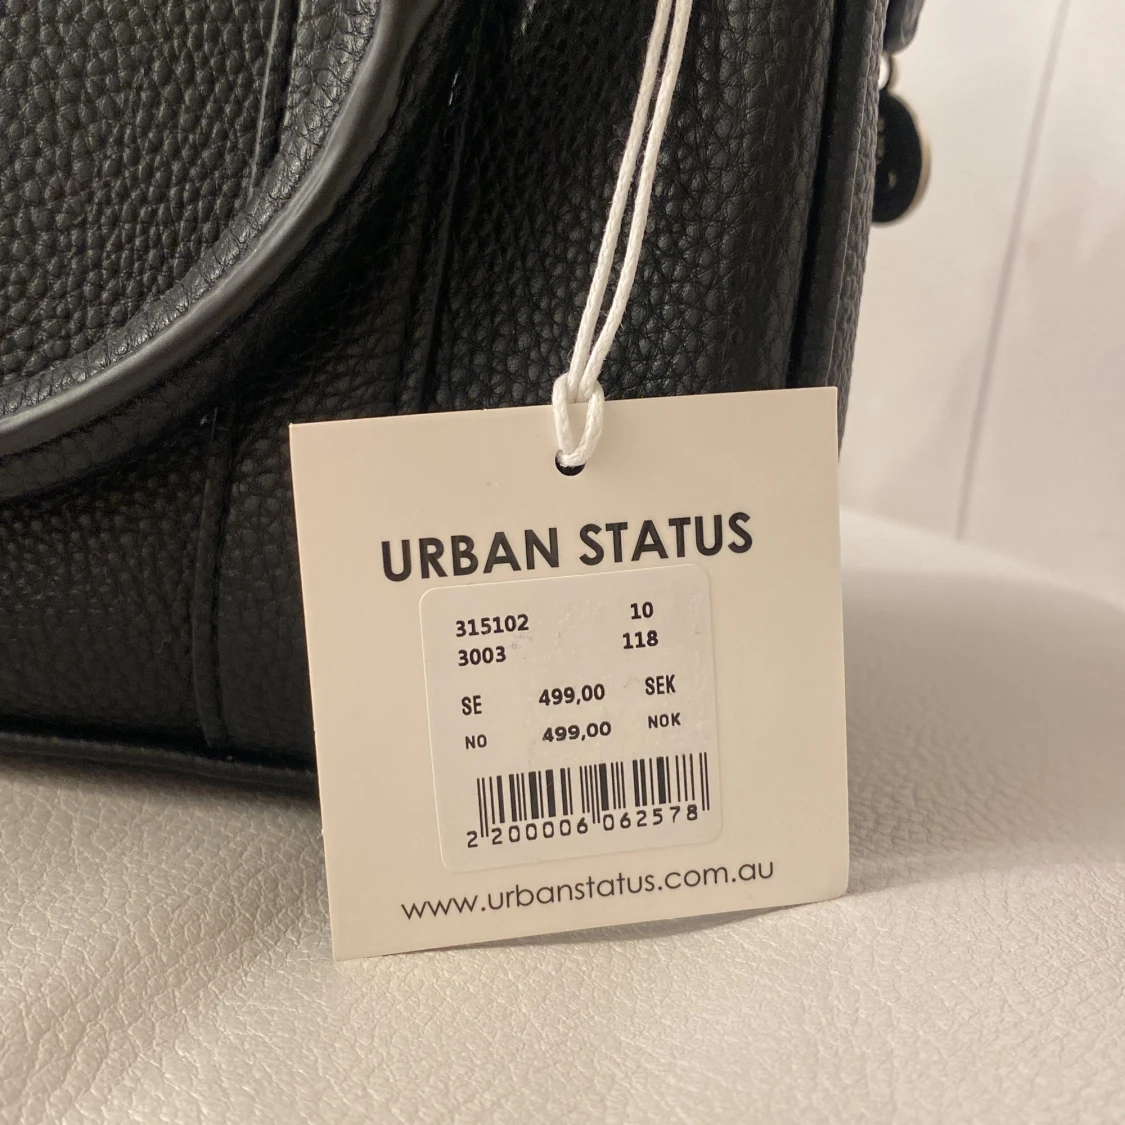 URBAN STATUS
315102 10
3003 118
SE 499,00 SEK
NO 499,00 NOK
2 200006 062578
www.urbanstatus.com.au